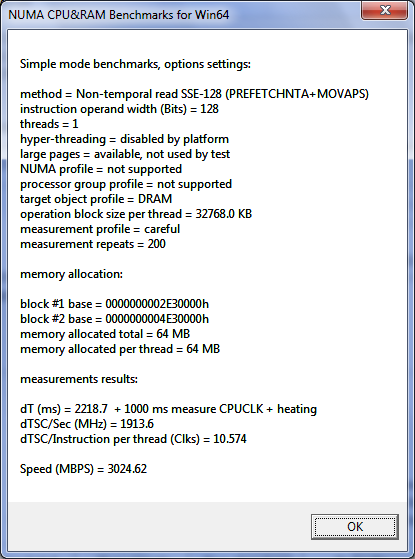 NUMA CPU&RAM Benchmarks for Win64
Simple mode benchmarks, options settings:
method = Non-temporal read SSE-128 (PREFETCHNTA+MOVAPS)
instruction operand width (Bits) = 128
threads = 1
hyper-threading = disabled by platform
large pages = available, not used by test
NUMA profile = not supported
processor group profile = not supported
target object profile = DRAM
operation block size per thread = 32768.0 KB
measurement profile = careful
measurement repeats = 200
memory allocation:
block #1 base = 0000000002E30000h
block #2 base = 0000000004E30000h
memory allocated total = 64 MB
memory allocated per thread = 64 MB
measurements results:
dT (ms) = 2218.7  + 1000 ms measure CPUCLK + heating
dTSC/Sec (MHz) = 1913.6
dTSC/Instruction per thread (Clks) = 10.574
Speed (MBPS) = 3024.62
OK